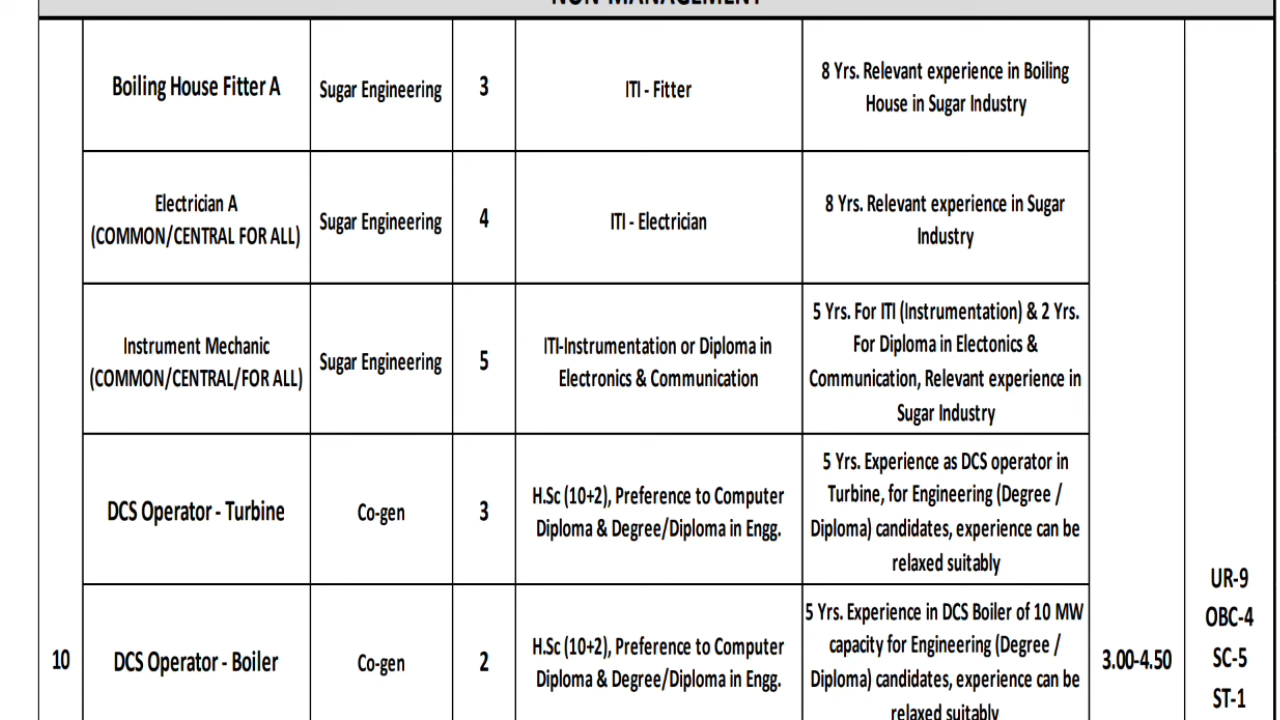 NON-MANAGEMENT
Boiling House Fitter A
Sugar Engineering
3
ITI - Fitter
8 Yrs. Relevant experience in Boiling
House in Sugar Industry
Electrician A
(COMMON/CENTRAL FOR ALL)
Sugar Engineering
4
ITI - Electrician
8 Yrs. Relevant experience in Sugar
Industry
Instrument Mechanic
(COMMON/CENTRAL/FOR ALL)
Sugar Engineering
5
ITI-Instrumentation or Diploma in
Electronics & Communication
5 Yrs. For ITI (Instrumentation) & 2 Yrs.
For Diploma in Electonics &
Communication, Relevant experience in
Sugar Industry
DCS Operator - Turbine
Co-gen
3
H.Sc (10+2), Preference to Computer
Diploma & Degree/Diploma in Engg.
5 Yrs. Experience as DCS operator in
Turbine, for Engineering (Degree /
Diploma) candidates, experience can be
relaxed suitably
10
DCS Operator - Boiler
Co-gen
2
H.Sc (10+2), Preference to Computer
Diploma & Degree/Diploma in Engg.
5 Yrs. Experience in DCS Boiler of 10 MW
capacity for Engineering (Degree /
Diploma) candidates, experience can be
relaxed suitably
3.00-4.50
UR-9
OBC-4
SC-5
ST-1